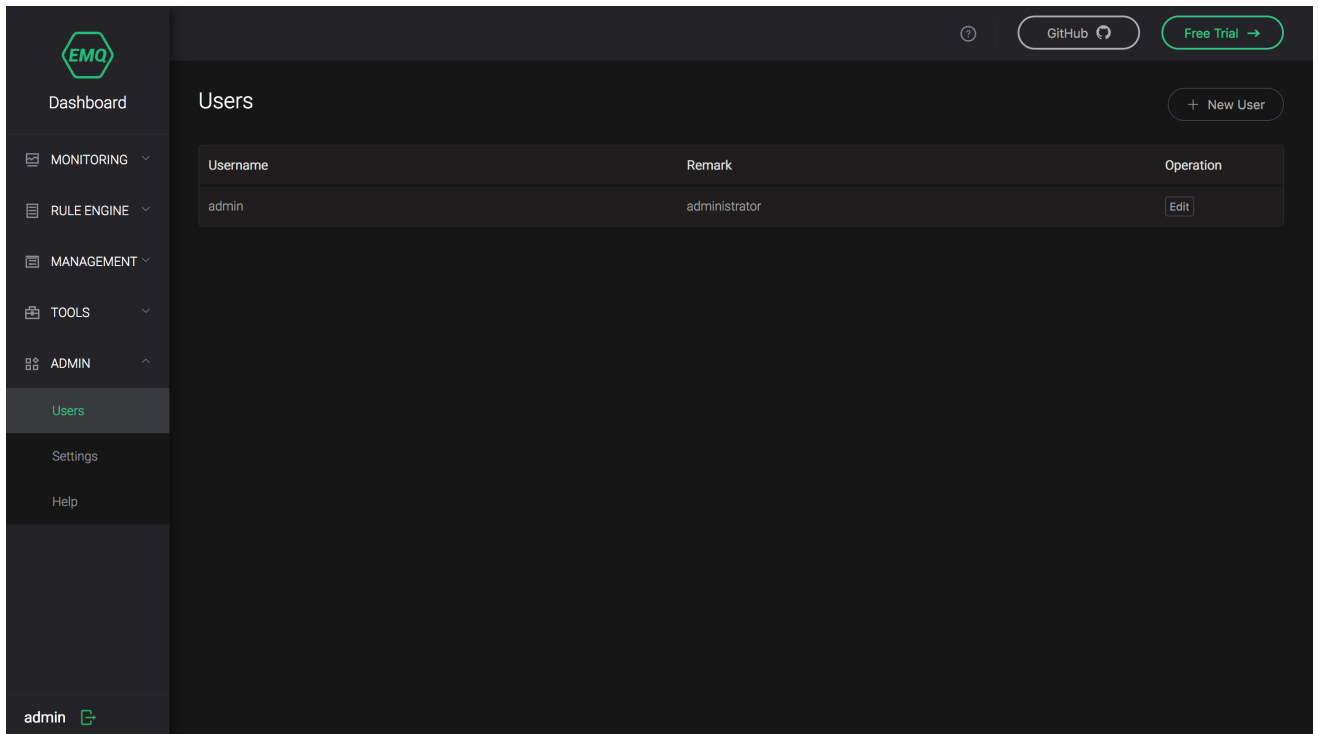 EMQ
Dashboard
MONITORING
RULE ENGINE
MANAGEMENT
TOOLS
ADMIN
Users
Settings
Help
admin
? GitHub Free Trial →
Users + New User
Username Remark Operation
admin administrator Edit